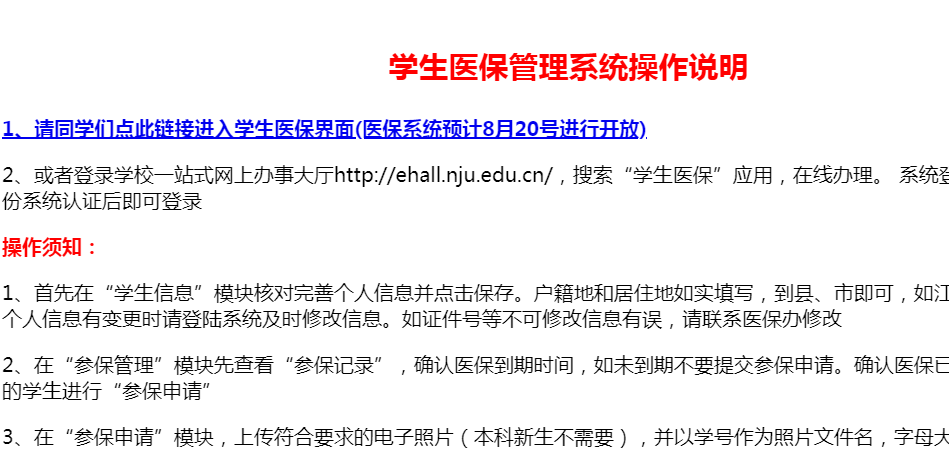 学生医保管理系统操作说明
1、请同学们点此链接进入学生医保界面(医保系统预计8月20号进行开放)
2、或者登录学校一站式网上办事大厅http://ehall.nju.edu.cn/，搜索“学生医保”应用，在线办理。 系统登
份系统认证后即可登录
操作须知：
1、首先在“学生信息”模块核对完善个人信息并点击保存。户籍地和居住地如实填写，到县、市即可，如江
个人信息有变更时请登陆系统及时修改信息。如证件号等不可修改信息有误，请联系医保办修改
2、在“参保管理”模块先查看“参保记录”，确认医保到期时间，如未到期不要提交参保申请。确认医保已
的学生进行“参保申请”
3、在“参保申请”模块，上传符合要求的电子照片（本科新生不需要），并以学号作为照片文件名，字母大